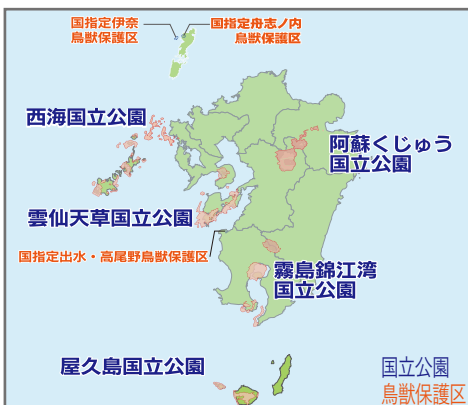 国指定伊奈
鳥獣保護区
国指定舟志ノ内
鳥獣保護区
西海国立公園
阿蘇くじゅう
国立公園
雲仙天草国立公園
国指定出水・高尾野鳥獣保護区
霧島錦江湾
国立公園
屋久島国立公園
国立公園
鳥獣保護区